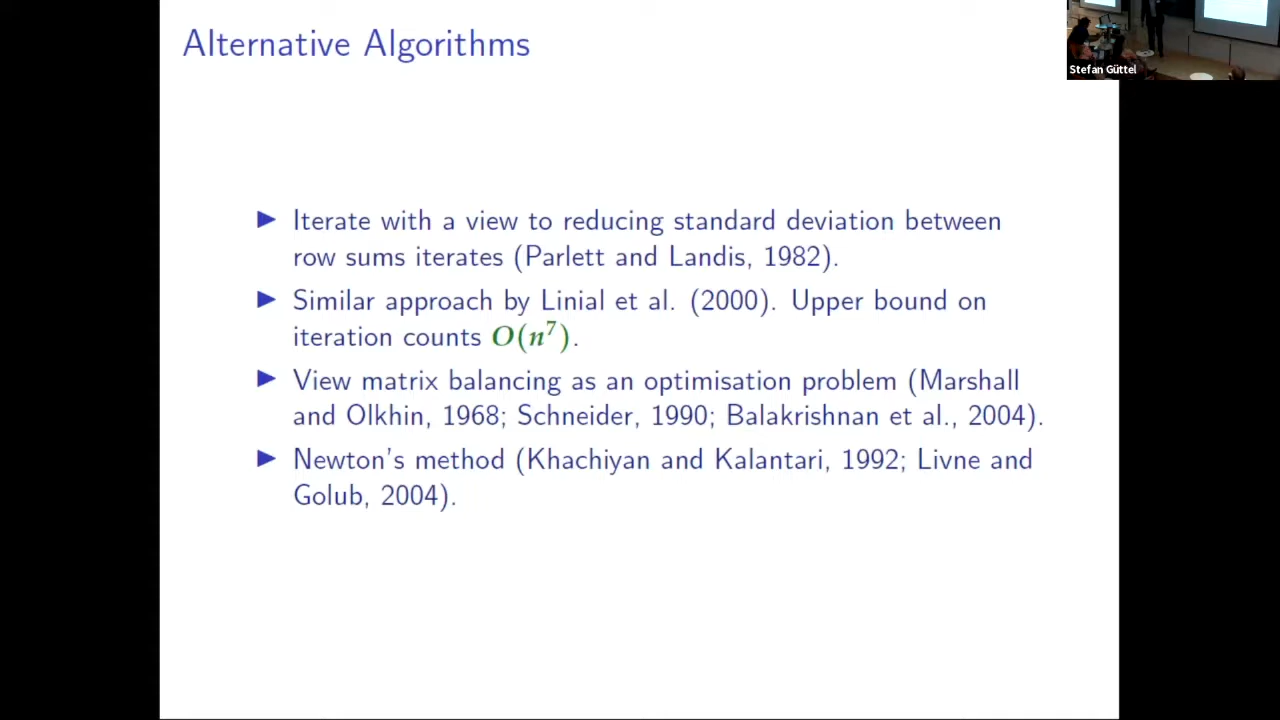 Alternative Algorithms
Stefan Güttel
▶ Iterate with a view to reducing standard deviation between
row sums iterates (Parlett and Landis, 1982).
▶ Similar approach by Linial et al. (2000). Upper bound on
iteration counts O(n⁷).
▶ View matrix balancing as an optimisation problem (Marshall
and Olkhin, 1968; Schneider, 1990; Balakrishnan et al., 2004).
▶ Newton's method (Khachiyan and Kalantari, 1992; Livne and
Golub, 2004).